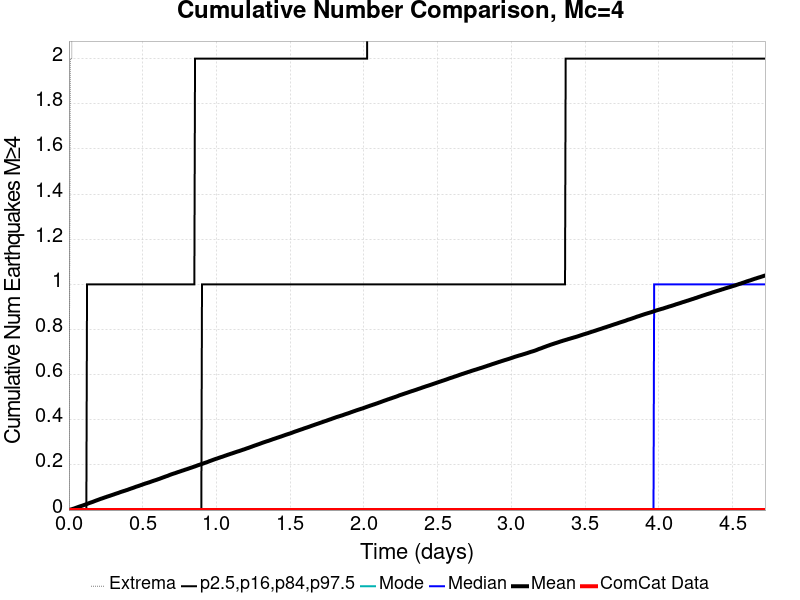 Cumulative Number Comparison, Mc=4
Cumulative Num Earthquakes M≥4
2
1.8
1.6
1.4
1.2
1
0.8
0.6
0.4
0.2
0
0.0 0.5 1.0 1.5 2.0 2.5 3.0 3.5 4.0 4.5
Time (days)
Extrema p2.5,p16,p84,p97.5 Mode Median Mean ComCat Data